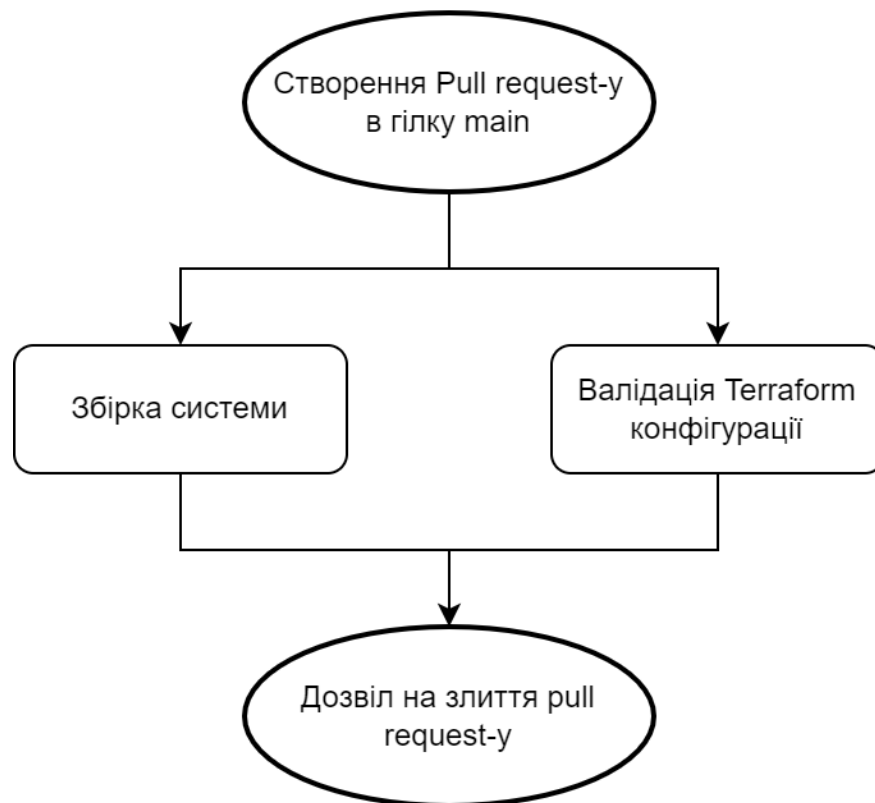 Створення Pull request-у
в гілку main
Збірка системи
Валідація Terraform
конфігурації
Дозвіл на злиття pull
request-у